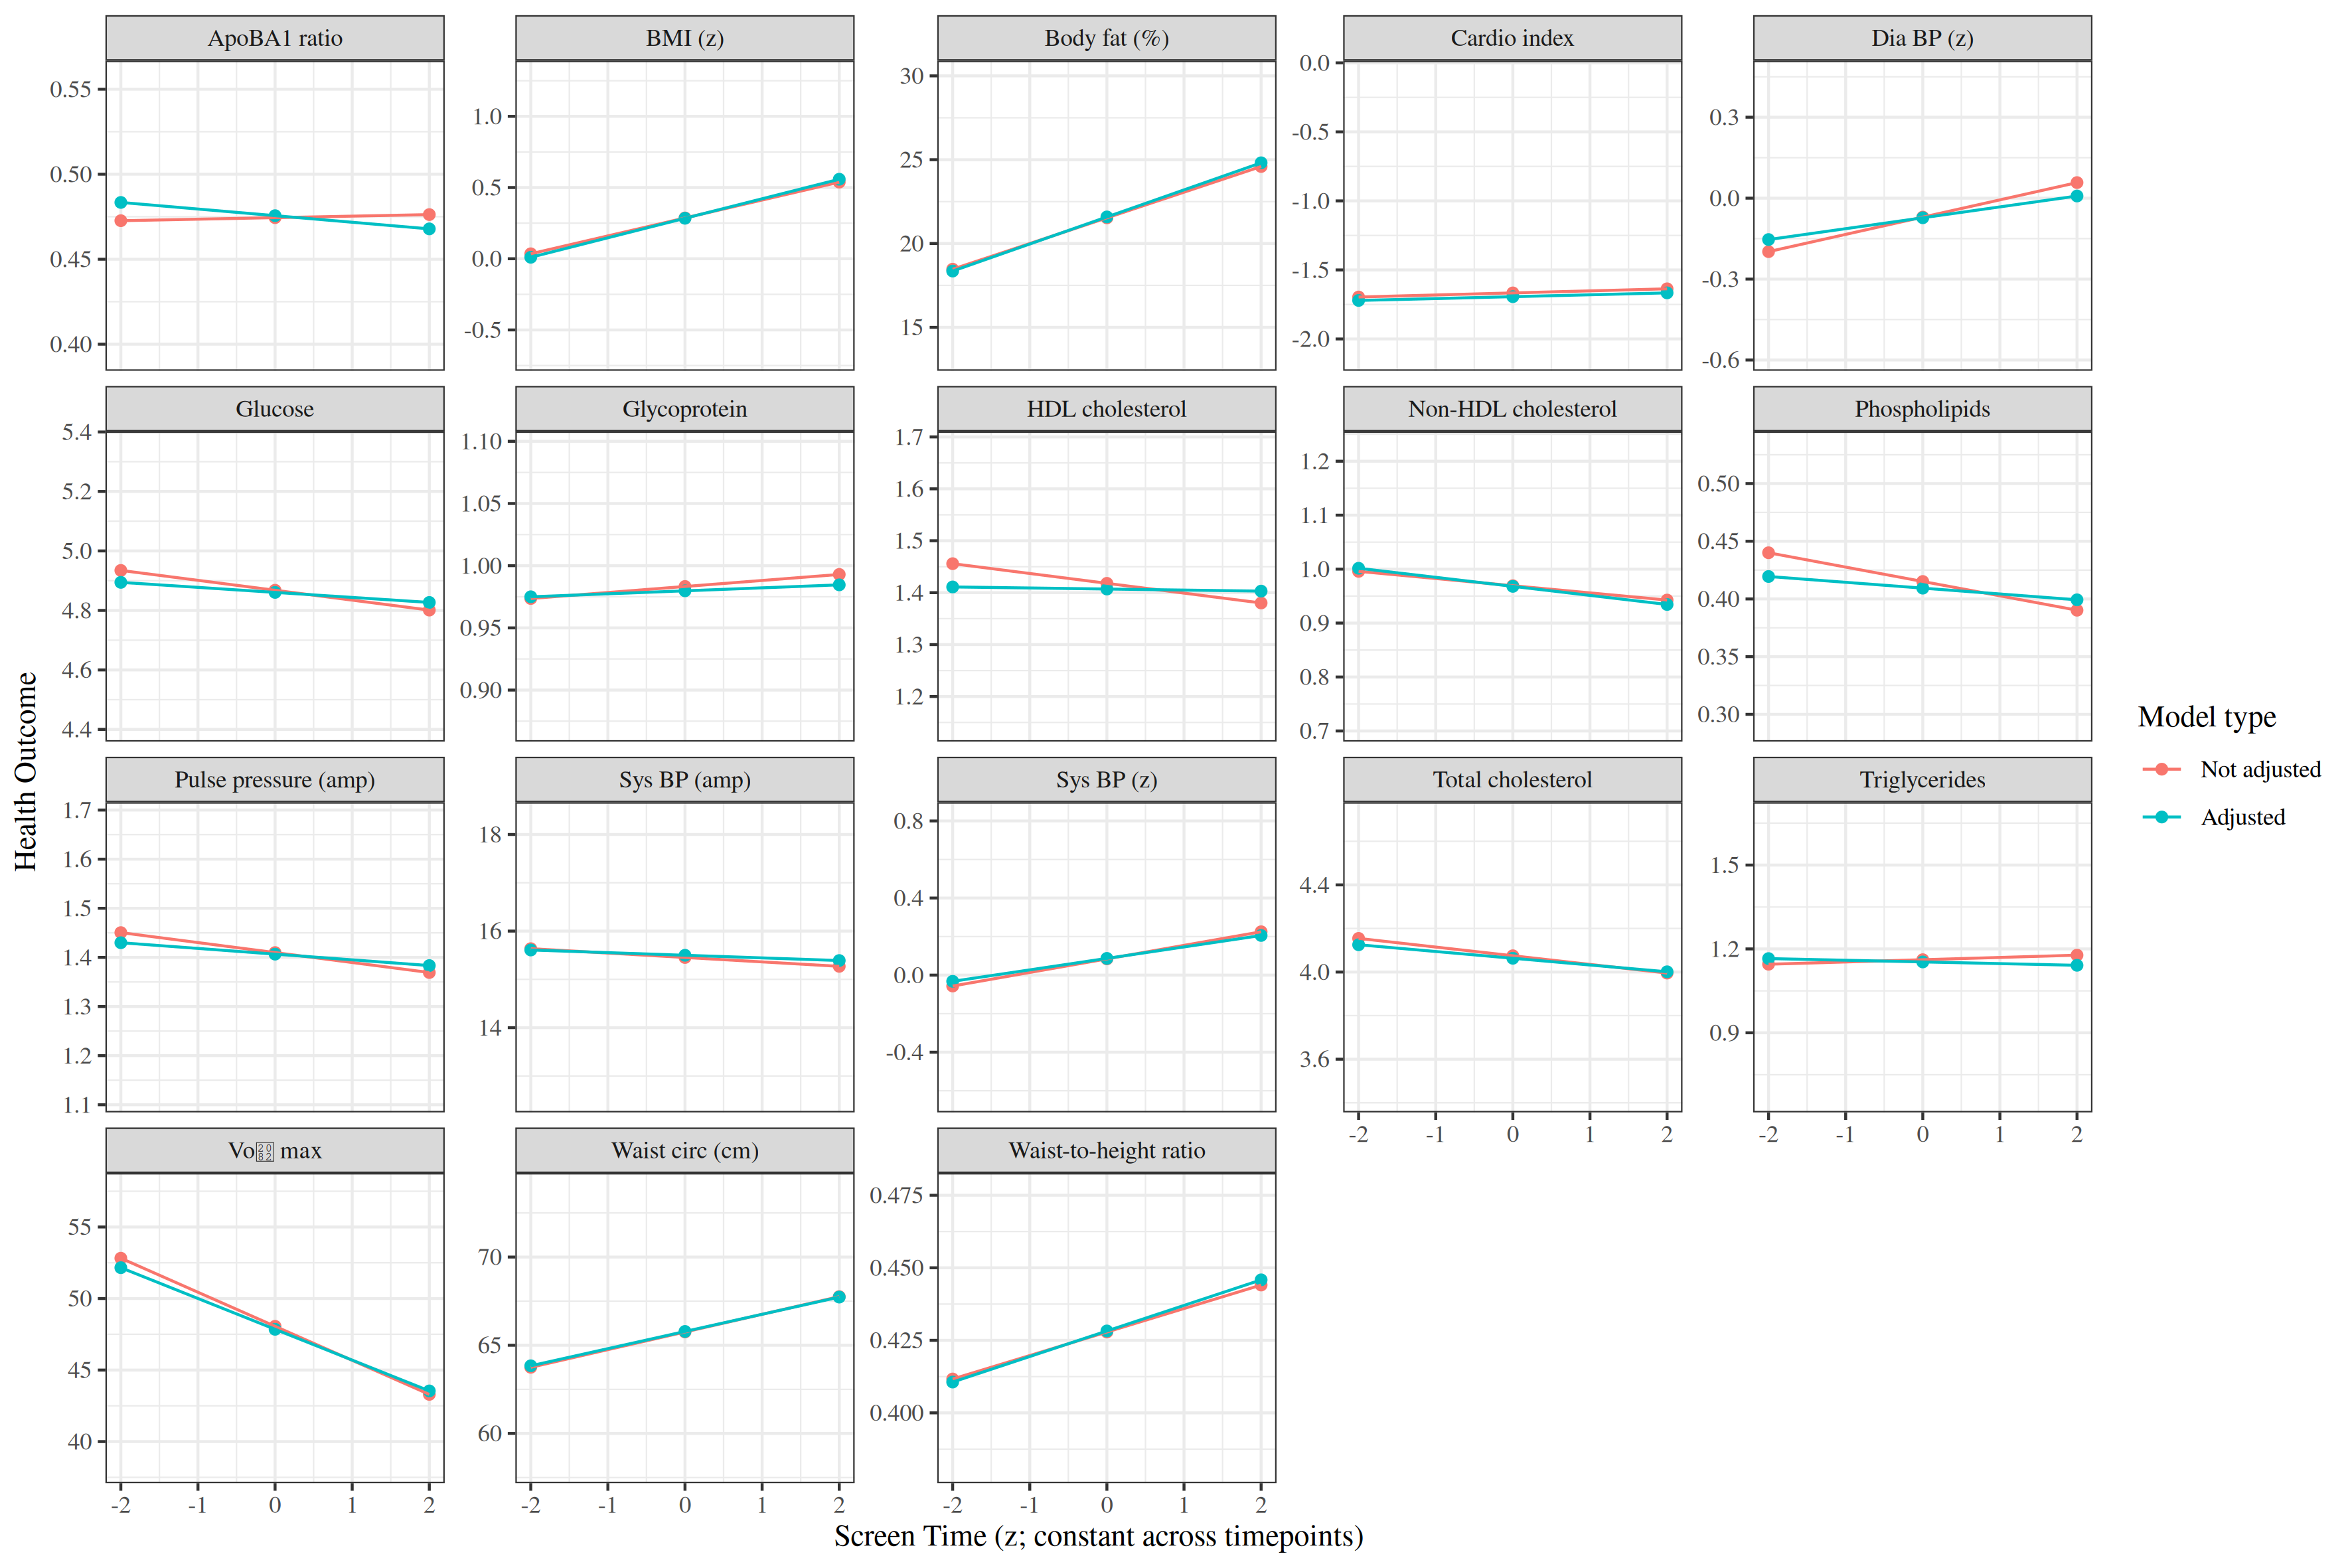 ApoBA1 ratio
BMI (z)
Body fat (%)
Cardio index
Dia BP (z)
0.55
0.50
0.45
0.40
1.0
0.5
0.0
-0.5
30
25
20
15
0.0
-0.5
-1.0
-1.5
-2.0
0.3
0.0
-0.3
-0.6
Glucose
Glycoprotein
HDL cholesterol
Non-HDL cholesterol
Phospholipids
5.4
5.2
5.0
4.8
4.6
4.4
1.10
1.05
1.00
0.95
0.90
1.7
1.6
1.5
1.4
1.3
1.2
1.2
1.1
1.0
0.9
0.8
0.7
0.50
0.45
0.40
0.35
0.30
Pulse pressure (amp)
Sys BP (amp)
Sys BP (z)
Total cholesterol
Triglycerides
1.7
1.6
1.5
1.4
1.3
1.2
1.1
18
16
14
0.8
0.4
0.0
-0.4
4.4
4.0
3.6
1.5
1.2
0.9
-2 -1 0 1 2
-2 -1 0 1 2
Vo₂ max
Waist circ (cm)
Waist-to-height ratio
55
50
45
40
70
65
60
0.475
0.450
0.425
0.400
-2 -1 0 1 2
-2 -1 0 1 2
-2 -1 0 1 2
Screen Time (z; constant across timepoints)
Health Outcome
Model type
Not adjusted
Adjusted